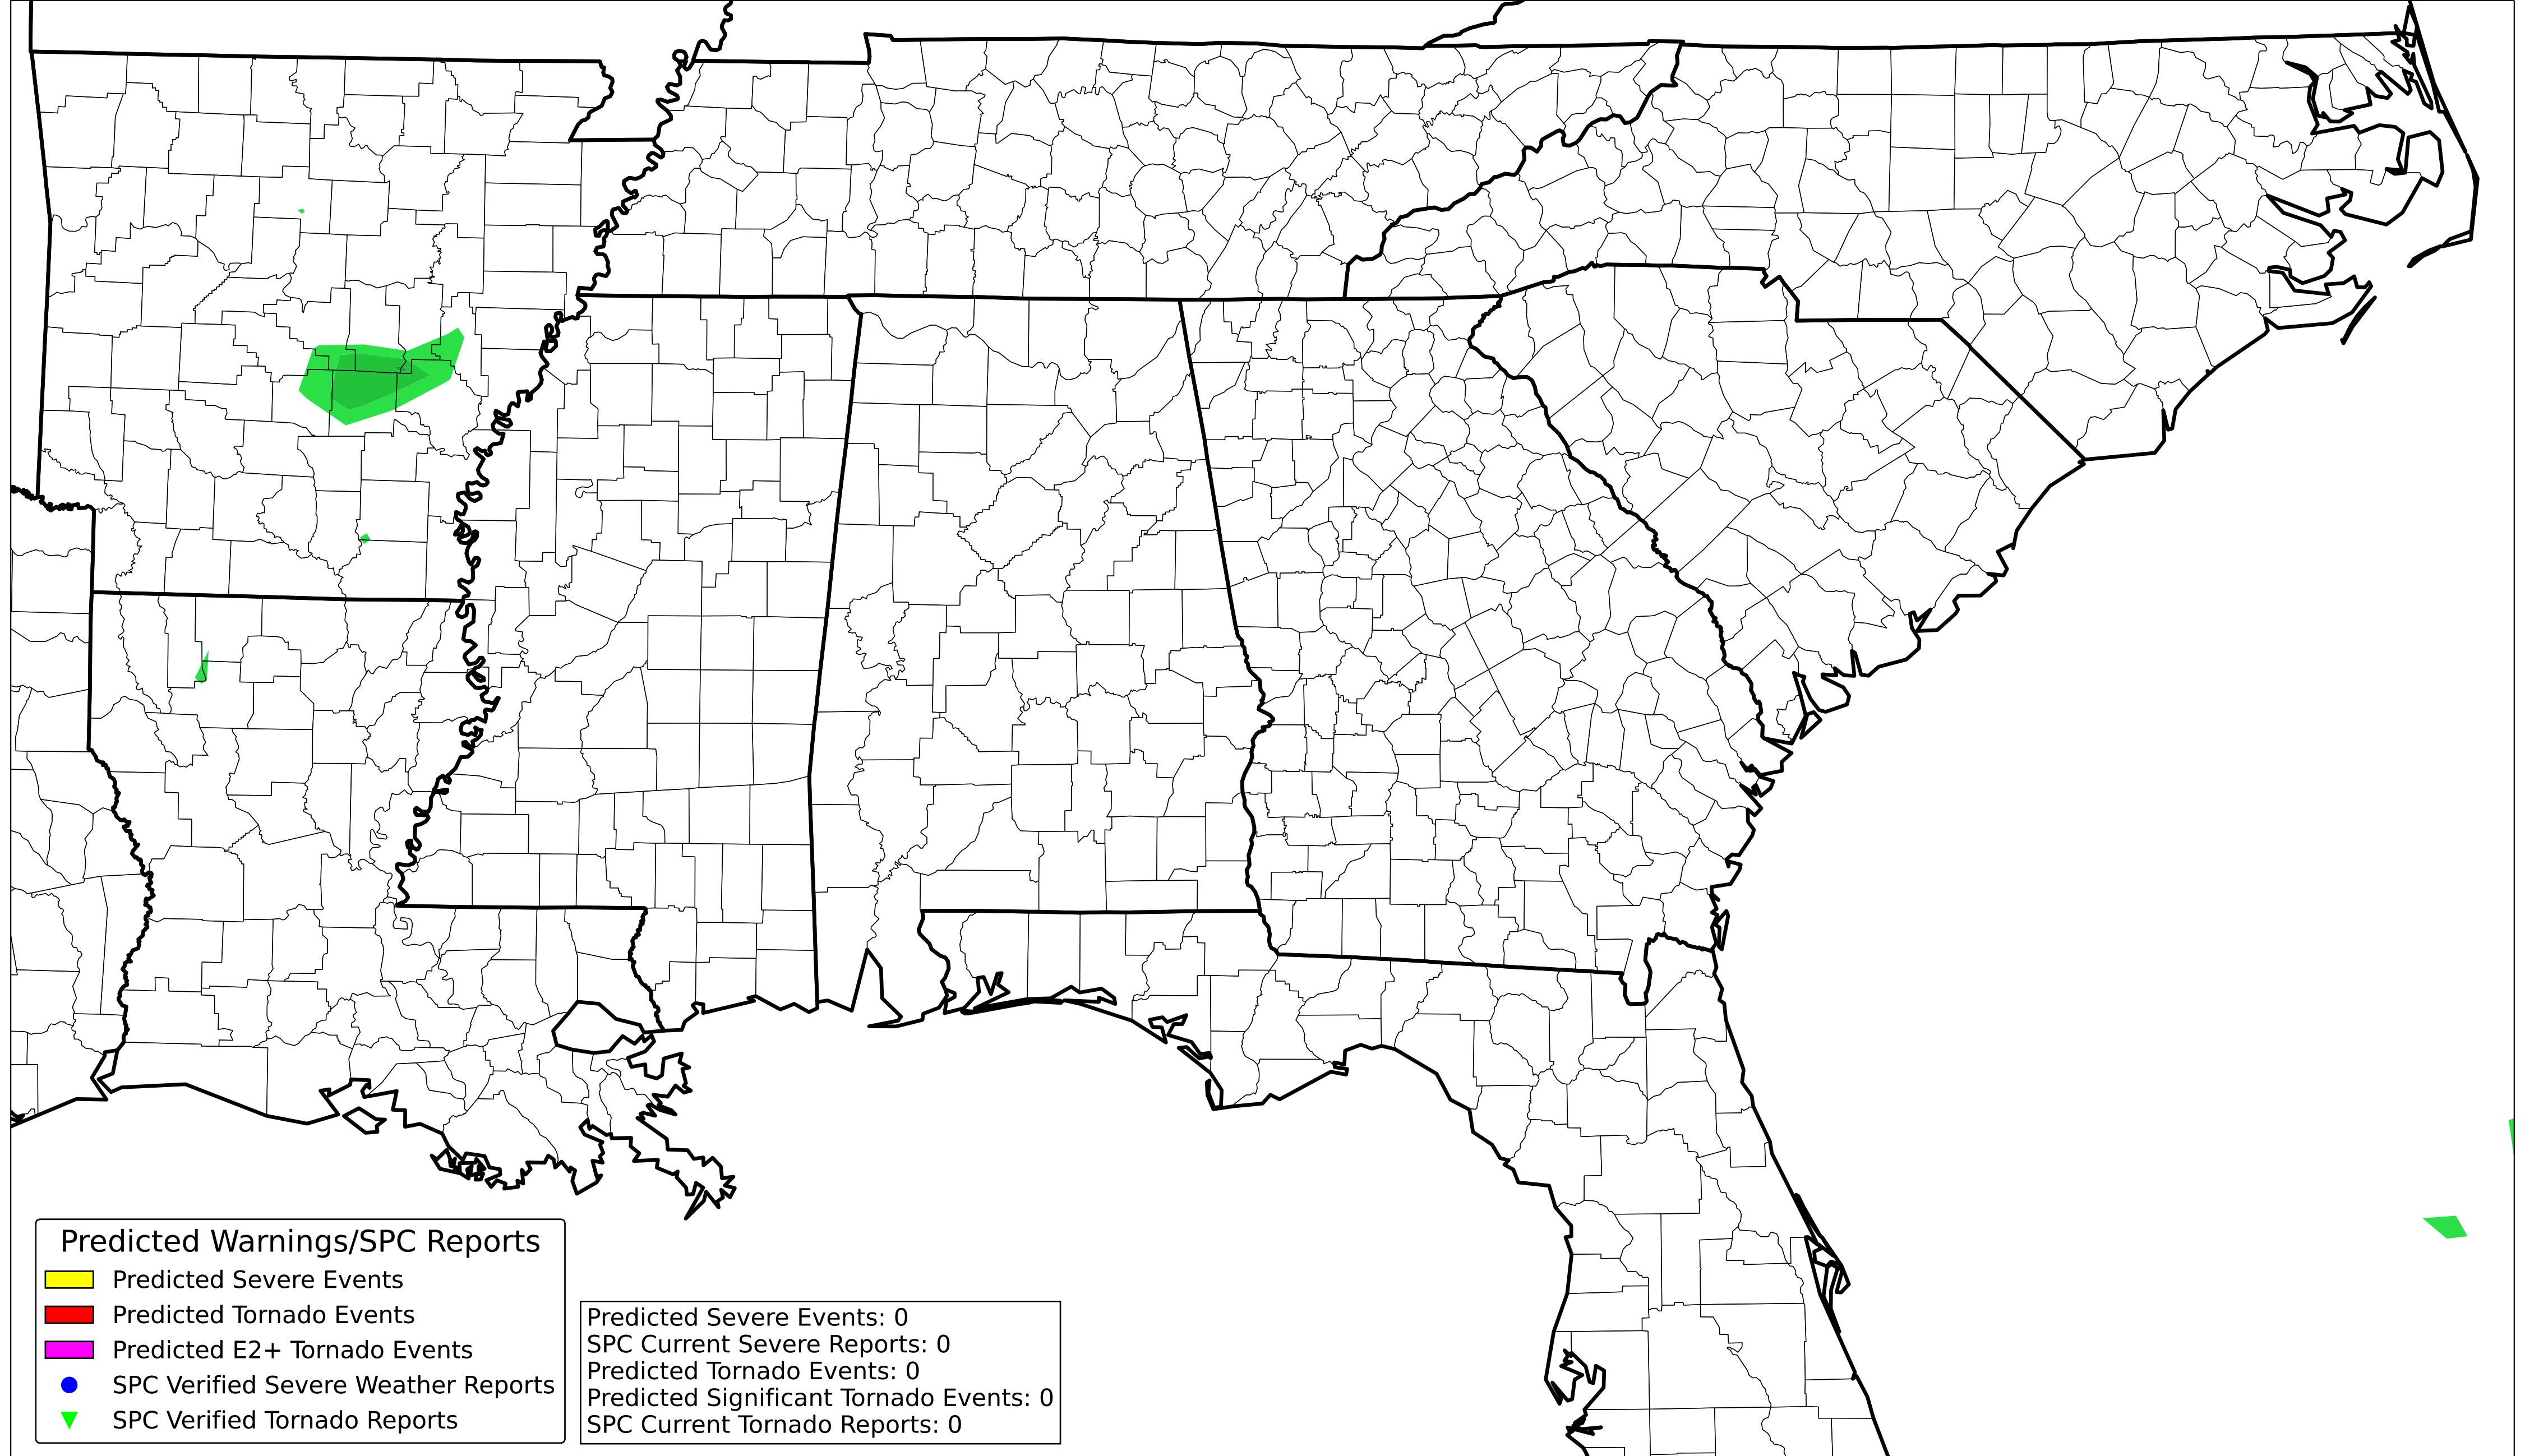 Predicted Warnings/SPC Reports
Predicted Severe Events
Predicted Tornado Events
Predicted E2+ Tornado Events
SPC Verified Severe Weather Reports
SPC Verified Tornado Reports
Predicted Severe Events: 0
SPC Current Severe Reports: 0
Predicted Tornado Events: 0
Predicted Significant Tornado Events: 0
SPC Current Tornado Reports: 0